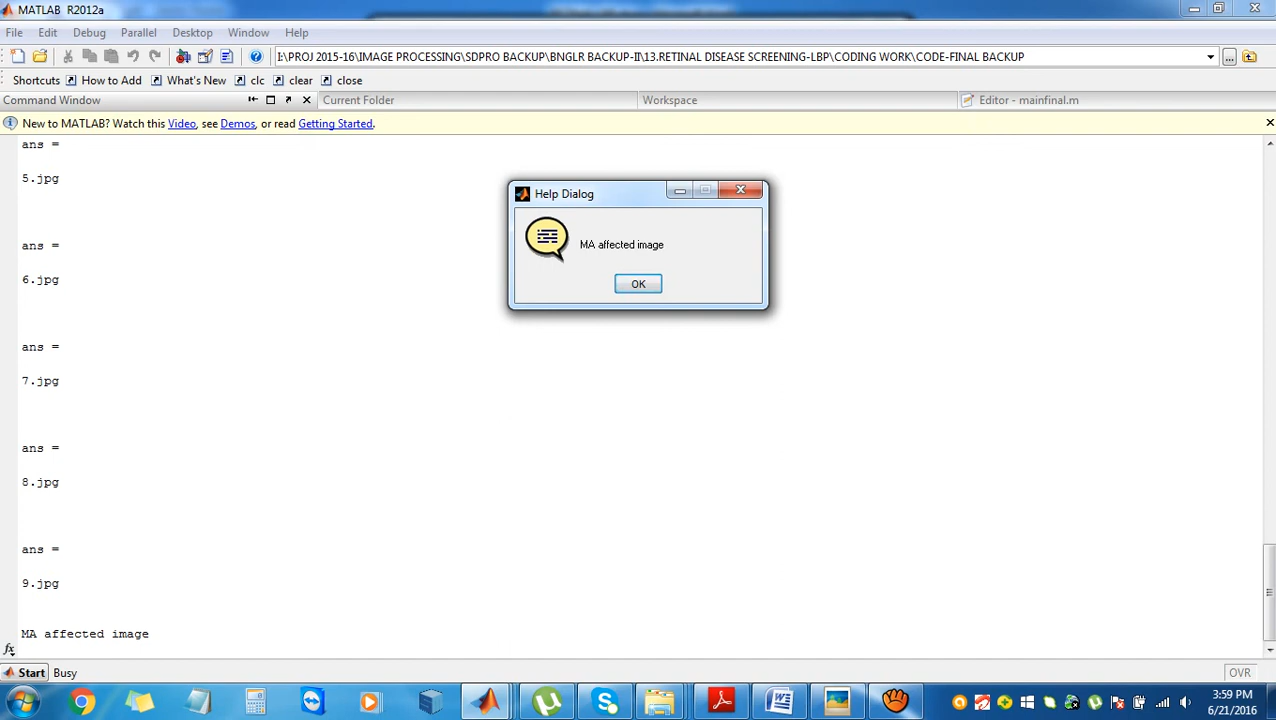 MATLAB R2012a
File Edit Debug Parallel Desktop Window Help
I:\PROJ 2015-16\IMAGE PROCESSING\SDPRO BACKUP\BNGLR BACKUP-II\13.RETINAL DISEASE SCREENING-LBP\CODING WORK\CODE-FINAL BACKUP
Shortcuts How to Add What's New clc clear close
Command Window Current Folder Workspace Editor - mainfinal.m
New to MATLAB? Watch this Video, see Demos, or read Getting Started.
ans =
5.jpg
ans =
6.jpg
ans =
7.jpg
ans =
8.jpg
ans =
9.jpg
MA affected image
fx
Help Dialog
MA affected image
OK
Start Busy OVR
3:59 PM
6/21/2016